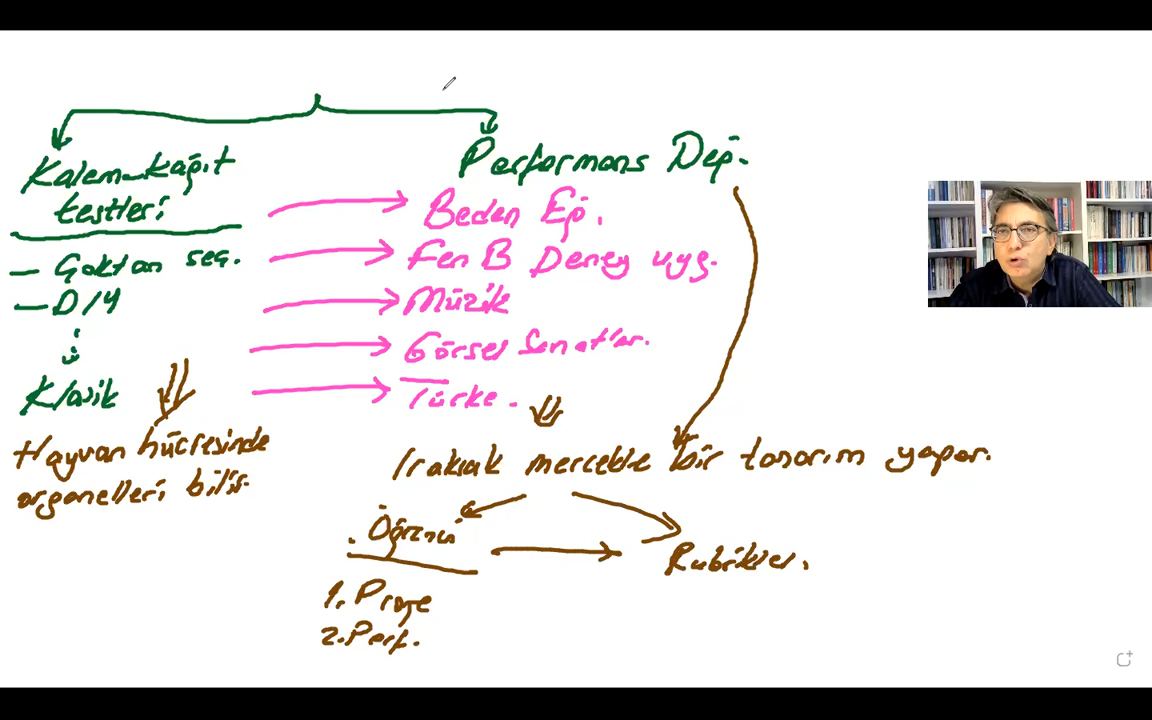 Kalem-kağıt
testleri
- Çoktan seç.
- D/Y
Klasik
Hayvan hücresinde
organelleri bilir.
Performans Değ.
Beden Eğ.
Fen B Deney uyg.
Müzik
Görsel Sanatlar.
Türkçe.
Iraksak mercekle bir tasarım yapar.
. Öğrenci
1. Proje
2. Perf.
Rubrikler.